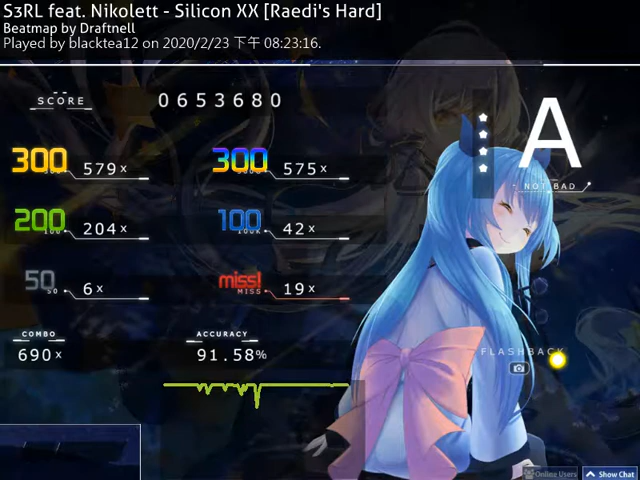 S3RL feat. Nikolett - Silicon XX [Raedi's Hard]
Beatmap by Draftnell
Played by blacktea12 on 2020/2/23 下午 08:23:16.
SCORE 0653680
A
NOT BAD
300 579x 300 575x
200 204x 100 42x
50 50 6x miss! MISS 19x
COMBO ACCURACY
690x 91.58%
FLASHBACK
Online Users Show Chat